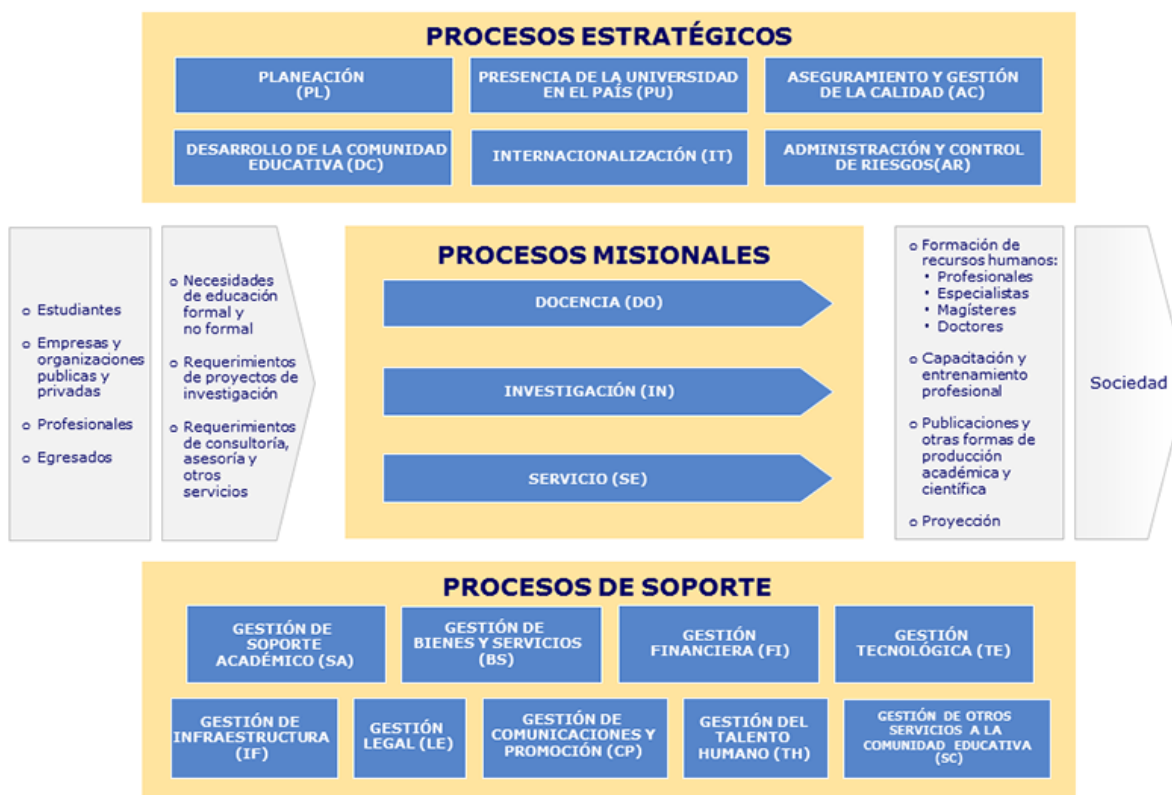 PROCESOS ESTRATÉGICOS
PLANEACIÓN
(PL)
PRESENCIA DE LA UNIVERSIDAD
EN EL PAÍS (PU)
ASEGURAMIENTO Y GESTIÓN
DE LA CALIDAD (AC)
DESARROLLO DE LA COMUNIDAD
EDUCATIVA (DC)
INTERNACIONALIZACIÓN (IT)
ADMINISTRACIÓN Y CONTROL
DE RIESGOS(AR)
o Estudiantes
o Empresas y
organizaciones
publicas y
privadas
o Profesionales
o Egresados
o Necesidades
de educación
formal y
no formal
o Requerimientos
de proyectos de
investigación
o Requerimientos
de consultoría,
asesoría y
otros
servicios
PROCESOS MISIONALES
DOCENCIA (DO)
INVESTIGACIÓN (IN)
SERVICIO (SE)
o Formación de
recursos humanos:
• Profesionales
• Especialistas
• Magísteres
• Doctores
o Capacitación y
entrenamiento
profesional
o Publicaciones y
otras formas de
producción
académica y
científica
o Proyección
Sociedad
PROCESOS DE SOPORTE
GESTIÓN DE
SOPORTE
ACADÉMICO (SA)
GESTIÓN DE
BIENES Y SERVICIOS
(BS)
GESTIÓN
FINANCIERA (FI)
GESTIÓN
TECNOLÓGICA (TE)
GESTIÓN DE
INFRAESTRUCTURA
(IF)
GESTIÓN
LEGAL (LE)
GESTIÓN DE
COMUNICACIONES Y
PROMOCIÓN (CP)
GESTIÓN DEL
TALENTO
HUMANO (TH)
GESTIÓN DE OTROS
SERVICIOS A LA
COMUNIDAD EDUCATIVA
(SC)